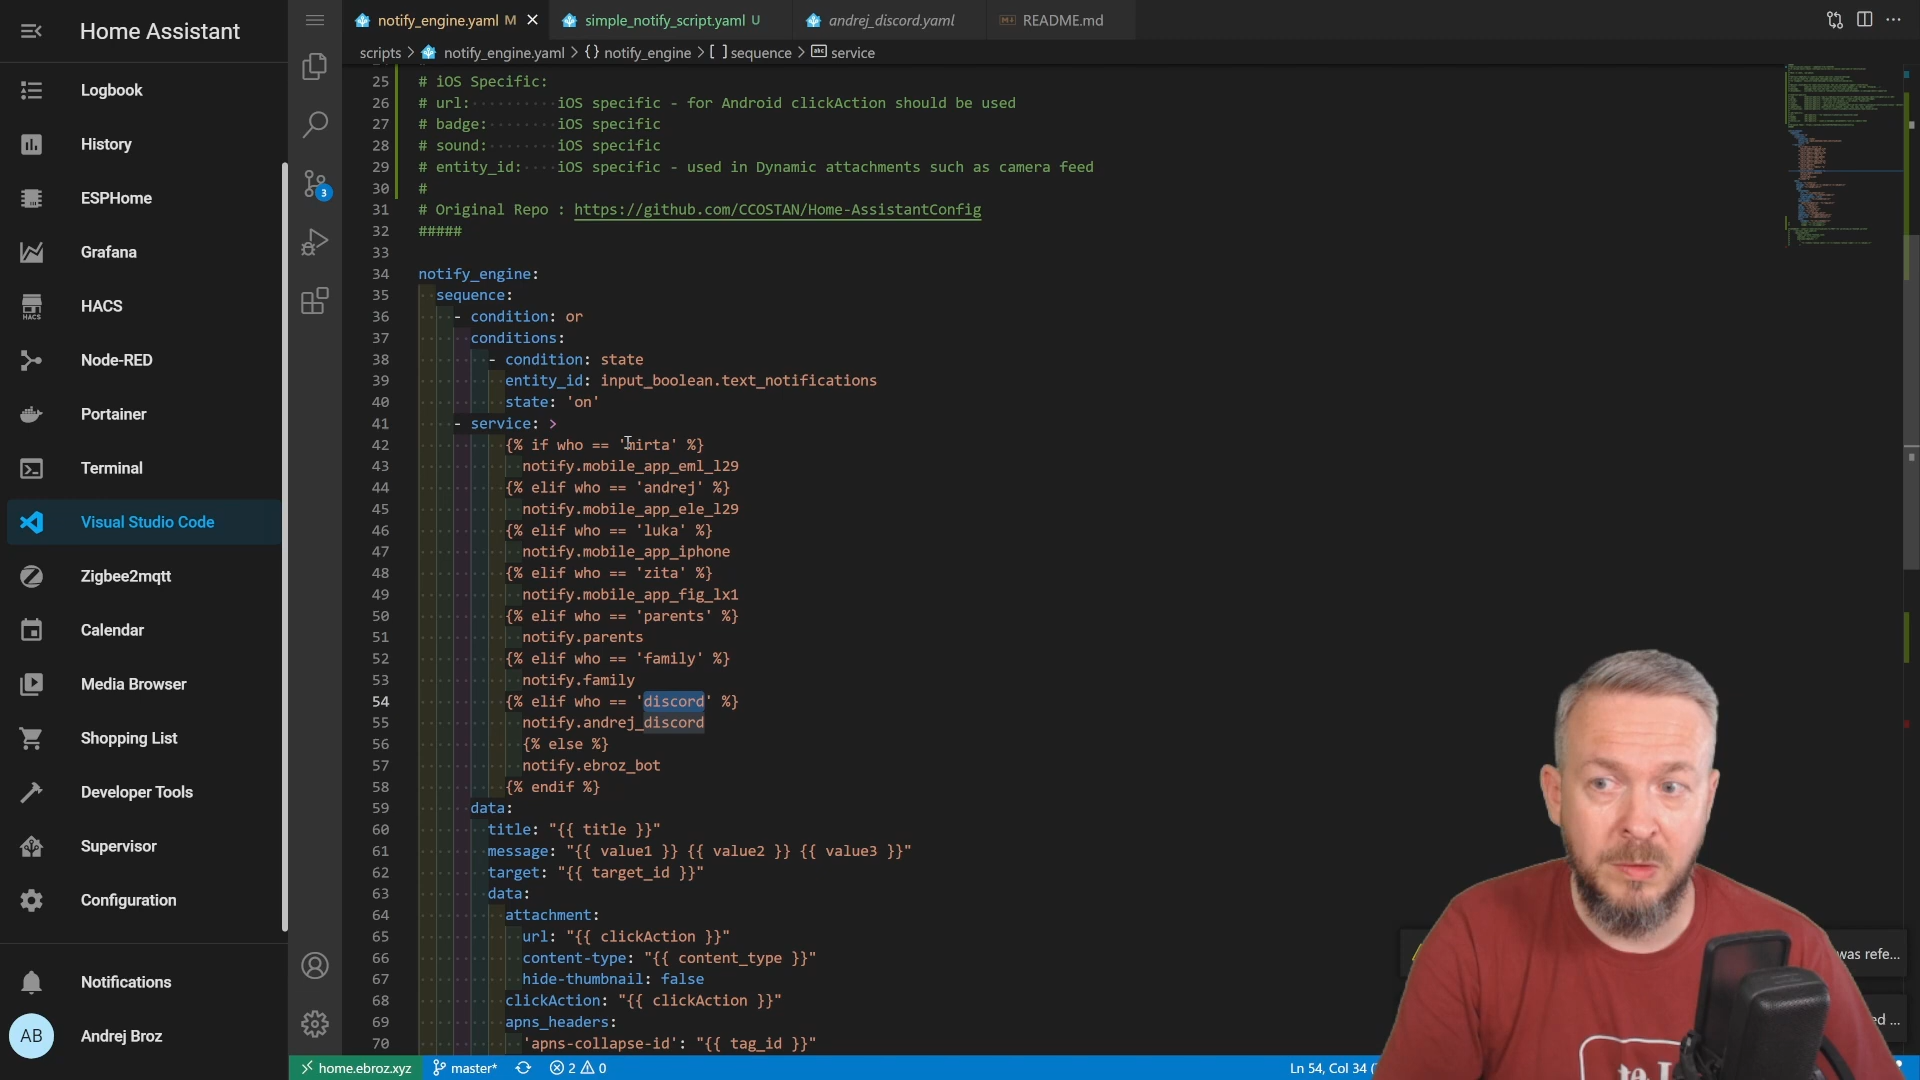 Home Assistant
Logbook
History
ESPHome
Grafana
HACS
HACS
Node-RED
Portainer
Terminal
Visual Studio Code
Zigbee2mqtt
Calendar
Media Browser
Shopping List
Developer Tools
Supervisor
Configuration
Notifications
AB Andrej Broz
3
notify_engine.yaml M
simple_notify_script.yaml U
andrej_discord.yaml
README.md
scripts > notify_engine.yaml > {} notify_engine > [ ] sequence > abc service
25 # iOS Specific:
26 # url:··········iOS specific - for Android clickAction should be used
27 # badge:········iOS specific
28 # sound:········iOS specific
29 # entity_id:····iOS specific - used in Dynamic attachments such as camera feed
30 #
31 # Original Repo : https://github.com/CCOSTAN/Home-AssistantConfig
32 #####
33
34 notify_engine:
35 sequence:
36 - condition: or
37 conditions:
38 - condition: state
39 entity_id: input_boolean.text_notifications
40 state: 'on'
41 - service: >
42 {% if who == 'mirta' %}
43 notify.mobile_app_eml_l29
44 {% elif who == 'andrej' %}
45 notify.mobile_app_ele_l29
46 {% elif who == 'luka' %}
47 notify.mobile_app_iphone
48 {% elif who == 'zita' %}
49 notify.mobile_app_fig_lx1
50 {% elif who == 'parents' %}
51 notify.parents
52 {% elif who == 'family' %}
53 notify.family
54 {% elif who == 'discord' %}
55 notify.andrej_discord
56 {% else %}
57 notify.ebroz_bot
58 {% endif %}
59 data:
60 title: "{{ title }}"
61 message: "{{ value1 }} {{ value2 }} {{ value3 }}"
62 target: "{{ target_id }}"
63 data:
64 attachment:
65 url: "{{ clickAction }}"
66 content-type: "{{ content_type }}"
67 hide-thumbnail: false
68 clickAction: "{{ clickAction }}"
69 apns_headers:
70 'apns-collapse-id': "{{ tag_id }}"
was refe...
ed ...
home.ebroz.xyz master* 2 0 Ln 54, Col 34